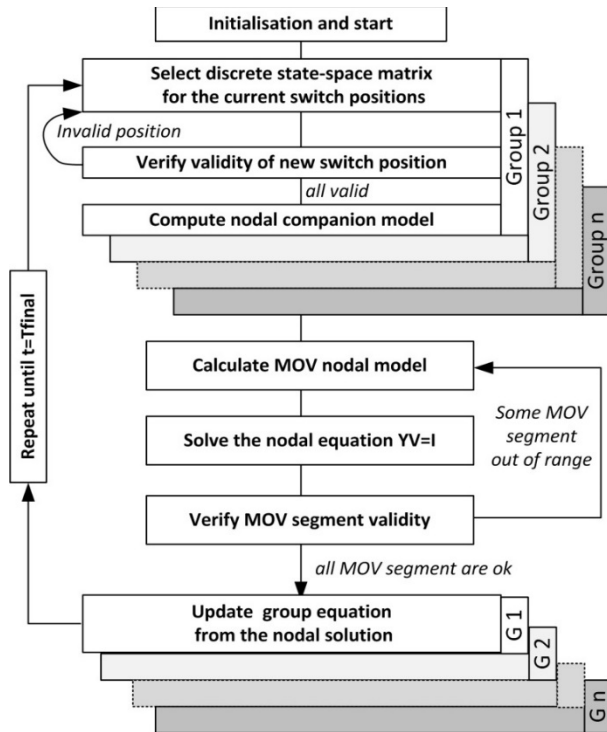 Initialisation and start
Select discrete state-space matrix
for the current switch positions
Invalid position
Verify validity of new switch position
all valid
Compute nodal companion model
Group 1
Group 2
Group n
Repeat until t=Tfinal
Calculate MOV nodal model
Solve the nodal equation YV=I
Some MOV
segment
out of range
Verify MOV segment validity
all MOV segment are ok
Update group equation
from the nodal solution
G 1
G 2
G n